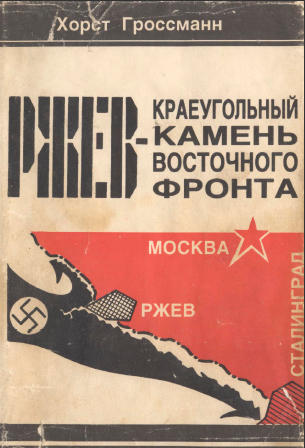 Хорст Гроссманн
РЖЕВ-
КРАЕУГОЛЬНЫЙ
КАМЕНЬ
ВОСТОЧНОГО
ФРОНТА
МОСКВА
РЖЕВ
СТАЛИНГРАД